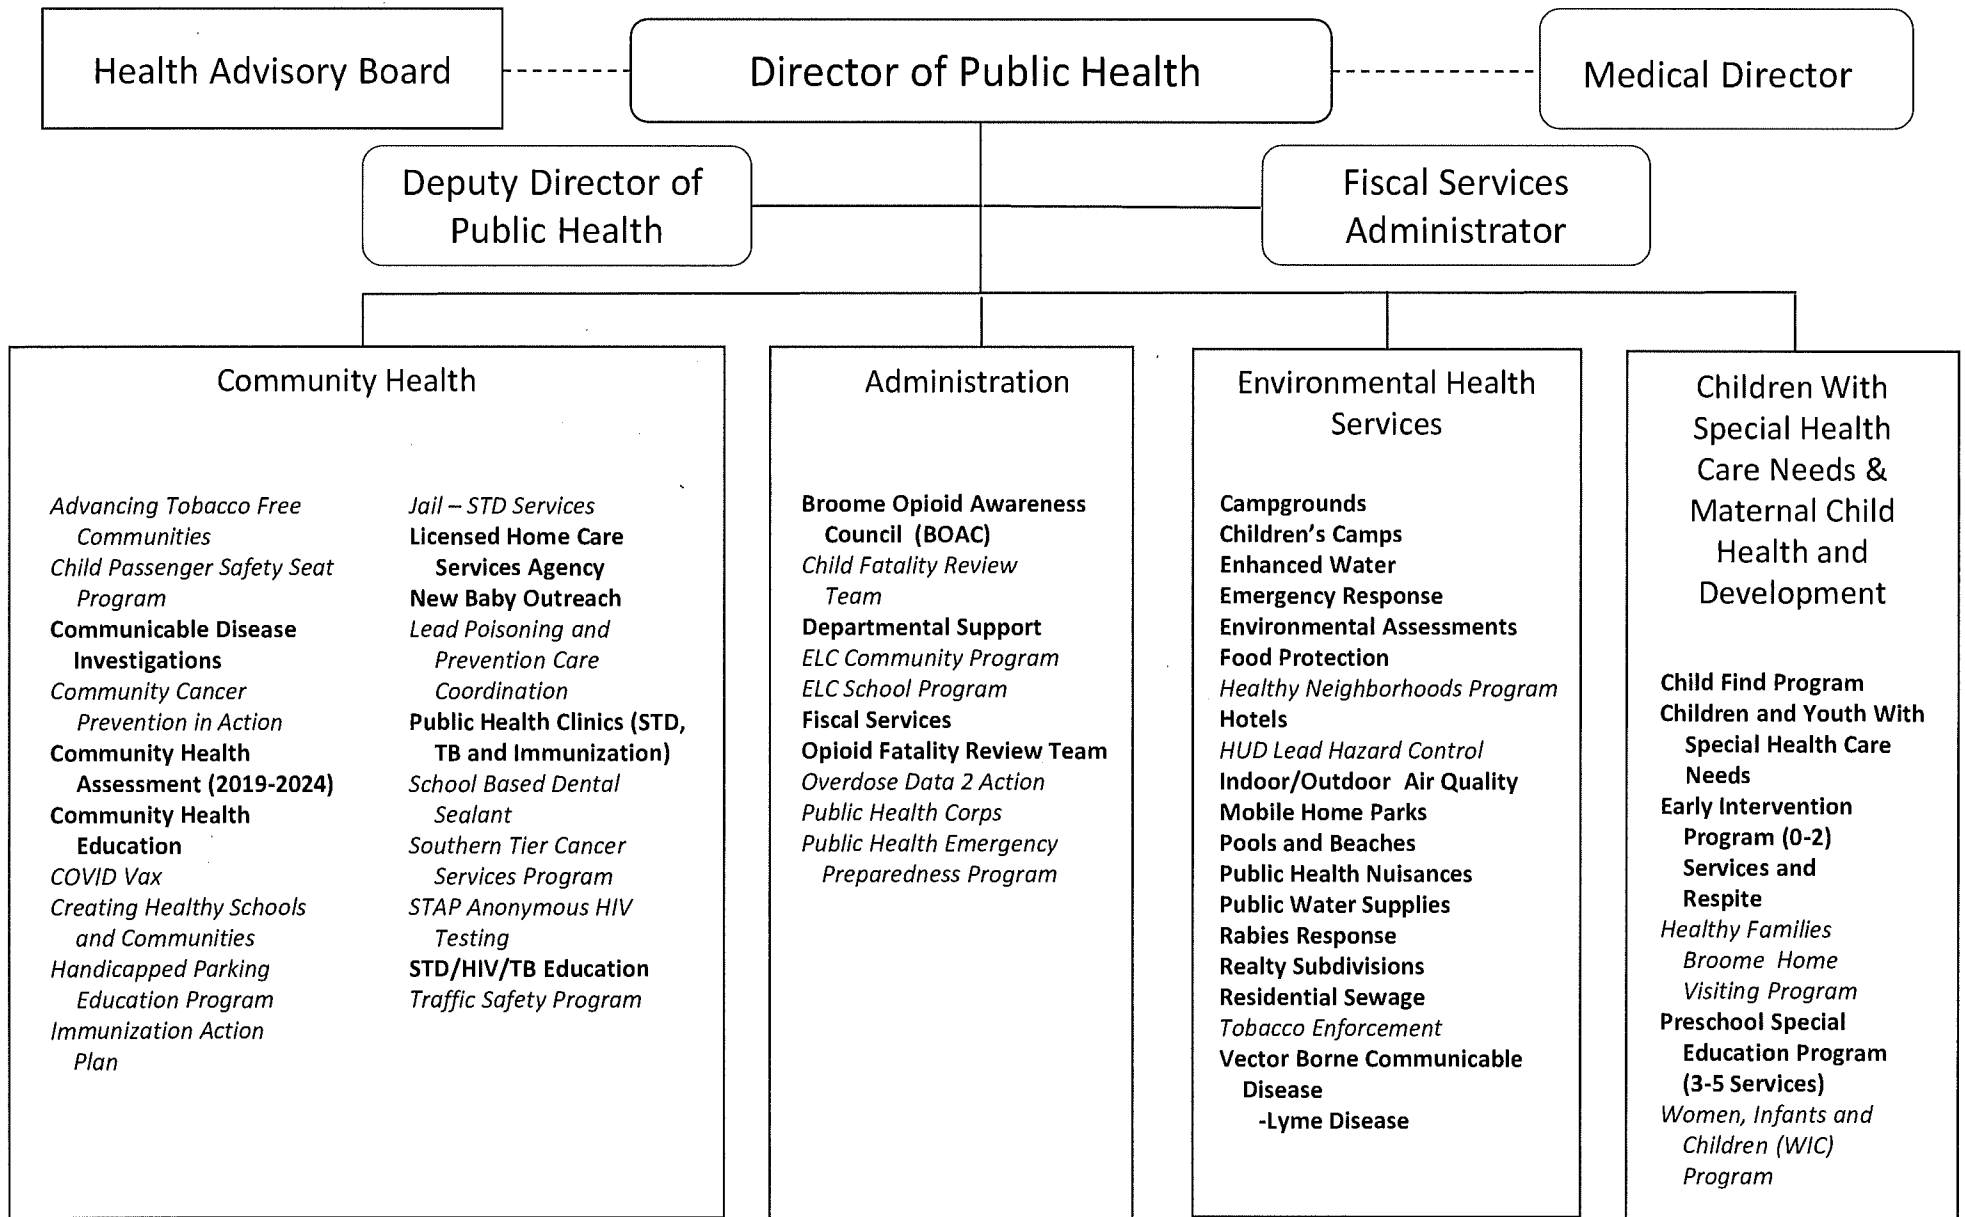 Health Advisory Board
Director of Public Health
Medical Director
Deputy Director of
Public Health
Fiscal Services
Administrator
Community Health
Advancing Tobacco Free
Communities
Child Passenger Safety Seat
Program
Communicable Disease
Investigations
Community Cancer
Prevention in Action
Community Health
Assessment (2019-2024)
Community Health
Education
COVID Vax
Creating Healthy Schools
and Communities
Handicapped Parking
Education Program
Immunization Action
Plan
Jail – STD Services
Licensed Home Care
Services Agency
New Baby Outreach
Lead Poisoning and
Prevention Care
Coordination
Public Health Clinics (STD,
TB and Immunization)
School Based Dental
Sealant
Southern Tier Cancer
Services Program
STAP Anonymous HIV
Testing
STD/HIV/TB Education
Traffic Safety Program
Administration
Broome Opioid Awareness
Council (BOAC)
Child Fatality Review
Team
Departmental Support
ELC Community Program
ELC School Program
Fiscal Services
Opioid Fatality Review Team
Overdose Data 2 Action
Public Health Corps
Public Health Emergency
Preparedness Program
Environmental Health
Services
Campgrounds
Children's Camps
Enhanced Water
Emergency Response
Environmental Assessments
Food Protection
Healthy Neighborhoods Program
Hotels
HUD Lead Hazard Control
Indoor/Outdoor Air Quality
Mobile Home Parks
Pools and Beaches
Public Health Nuisances
Public Water Supplies
Rabies Response
Realty Subdivisions
Residential Sewage
Tobacco Enforcement
Vector Borne Communicable
Disease
-Lyme Disease
Children With
Special Health
Care Needs &
Maternal Child
Health and
Development
Child Find Program
Children and Youth With
Special Health Care
Needs
Early Intervention
Program (0-2)
Services and
Respite
Healthy Families
Broome Home
Visiting Program
Preschool Special
Education Program
(3-5 Services)
Women, Infants and
Children (WIC)
Program